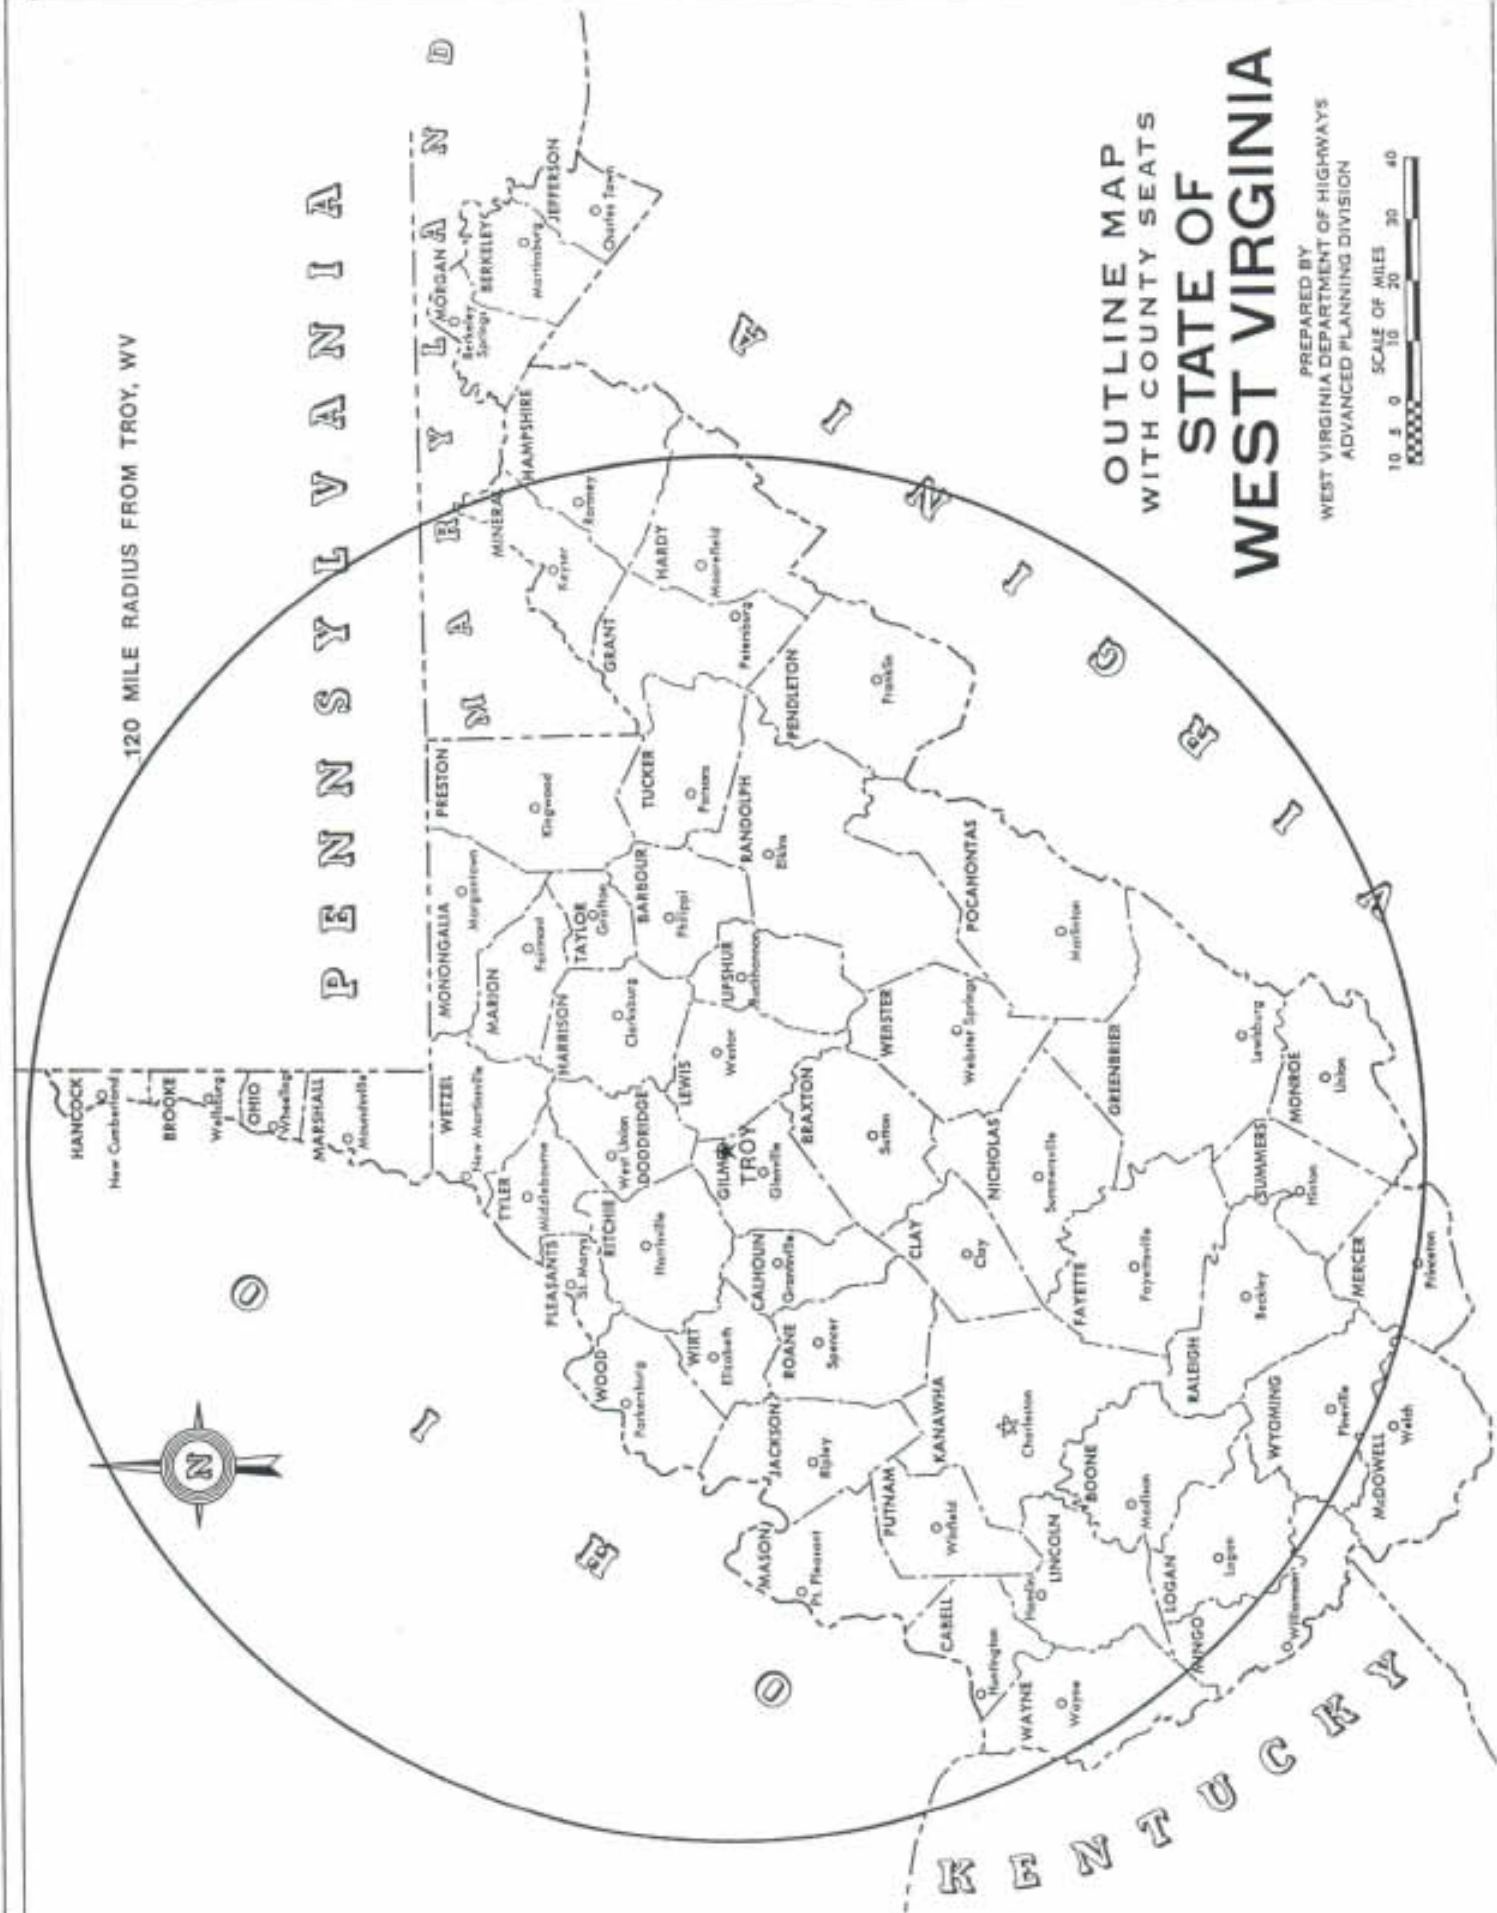 120 MILE RADIUS FROM TROY, WV
PENNSYLVANIA
MARYLAND
OHIO
VIRGINIA
KENTUCKY
N
HANCOCK
New Cumberland
BROOKE
Wellsburg
OHIO
Wheeling
MARSHALL
Moundsville
WETZEL
New Martinsville
MONONGALIA
Morgantown
PRESTON
Kingwood
MARION
Fairmont
TYLER
Middlebourne
PLEASANTS
St. Marys
RITCHIE
Harrisville
DODDRIDGE
West Union
HARRISON
Clarksburg
TAYLOR
Grafton
BARBOUR
Philippi
TUCKER
Parsons
GRANT
Petersburg
MINERAL
Keyser
HAMPSHIRE
Romney
HARDY
Moorefield
MORGAN
Berkeley
Springs
BERKELEY
Martinsburg
JEFFERSON
Charles Town
PENDLETON
Franklin
RANDOLPH
Elkins
UPSHUR
Buckhannon
LEWIS
Weston
GILMER
TROY
Glenville
CALHOUN
Grantsville
WIRT
Elizabeth
WOOD
Parkersburg
ROANE
Spencer
JACKSON
Ripley
MASON
Pt. Pleasant
PUTNAM
Winfield
KANAWHA
Charleston
CLAY
Clay
BRAXTON
Sutton
WEBSTER
Webster Springs
POCAHONTAS
Marlinton
NICHOLAS
Summersville
GREENBRIER
Lewisburg
FAYETTE
Fayetteville
CABELL
Huntington
WAYNE
Wayne
LINCOLN
Hamlin
BOONE
Madison
LOGAN
Logan
MINGO
Williamson
RALEIGH
Beckley
SUMMERS
Hinton
MONROE
Union
MERCER
Princeton
WYOMING
Pineville
McDOWELL
Welch
OUTLINE MAP
WITH COUNTY SEATS
STATE OF
WEST VIRGINIA
PREPARED BY
WEST VIRGINIA DEPARTMENT OF HIGHWAYS
ADVANCED PLANNING DIVISION
SCALE OF MILES
10 5 0 10 20 30 40